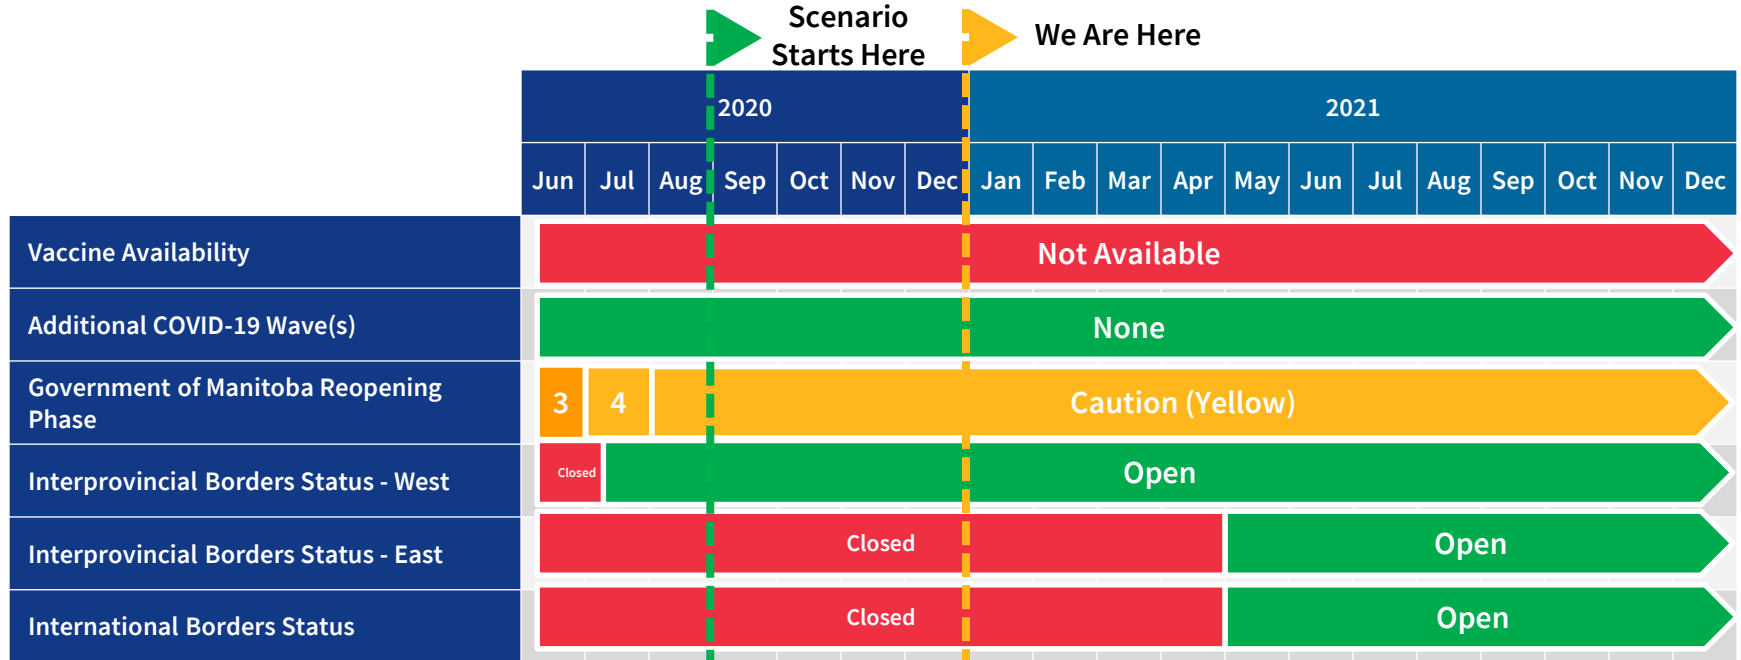 Scenario
Starts Here
We Are Here
2020
2021
Jun Jul Aug Sep Oct Nov Dec Jan Feb Mar Apr May Jun Jul Aug Sep Oct Nov Dec
Vaccine Availability
Not Available
Additional COVID-19 Wave(s)
None
Government of Manitoba Reopening
Phase
3
4
Caution (Yellow)
Interprovincial Borders Status - West
Closed
Open
Interprovincial Borders Status - East
Closed
Open
International Borders Status
Closed
Open